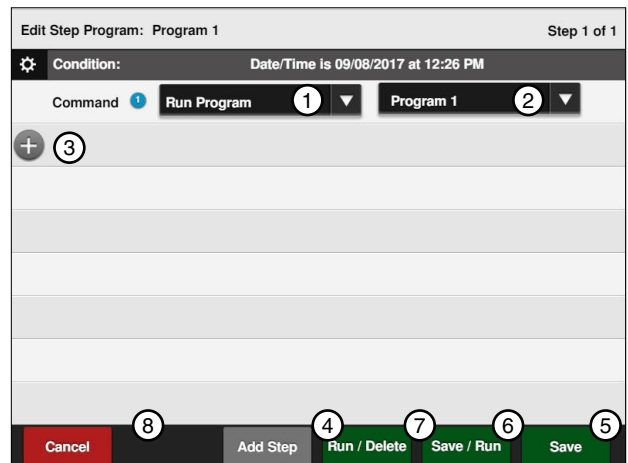 Edit Step Program: Program 1 Step 1 of 1
Condition: Date/Time is 09/08/2017 at 12:26 PM
Command 1 Run Program 1 Program 1 2
+ 3
8 4 7 6 5
Cancel Add Step Run / Delete Save / Run Save